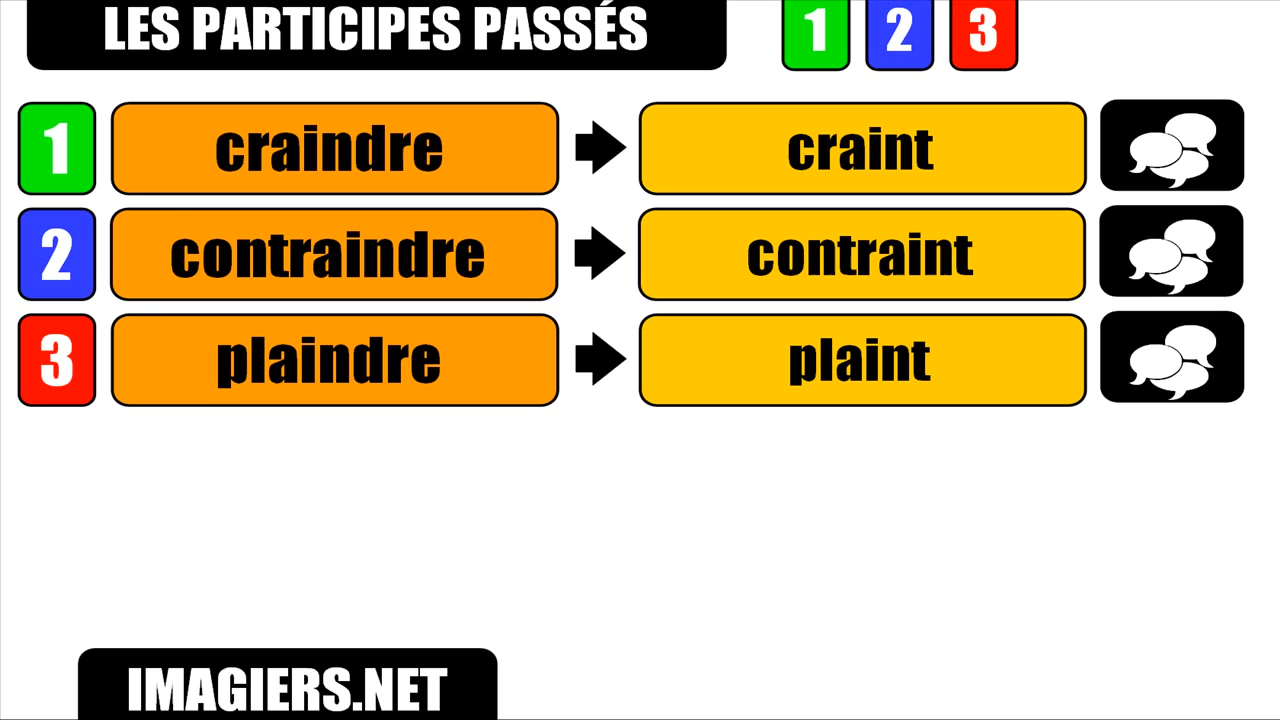 LES PARTICIPES PASSÉS 1 2 3
1 craindre craint
2 contraindre contraint
3 plaindre plaint
IMAGIERS.NET